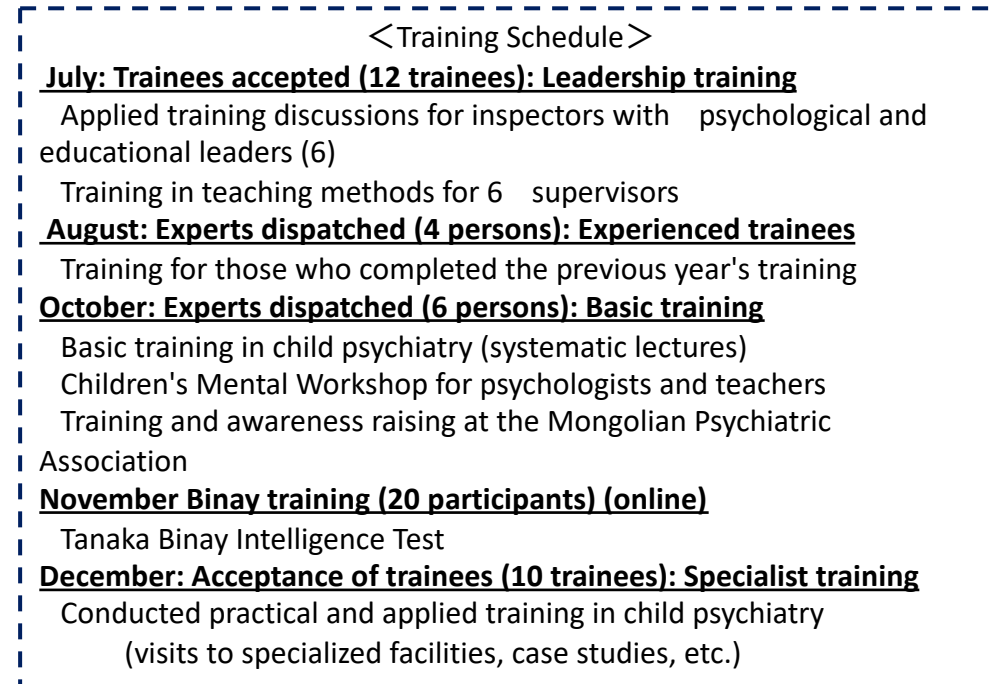 ＜Training Schedule＞
July: Trainees accepted (12 trainees): Leadership training
Applied training discussions for inspectors with psychological and
educational leaders (6)
Training in teaching methods for 6 supervisors
August: Experts dispatched (4 persons): Experienced trainees
Training for those who completed the previous year's training
October: Experts dispatched (6 persons): Basic training
Basic training in child psychiatry (systematic lectures)
Children's Mental Workshop for psychologists and teachers
Training and awareness raising at the Mongolian Psychiatric
Association
November Binay training (20 participants) (online)
Tanaka Binay Intelligence Test
December: Acceptance of trainees (10 trainees): Specialist training
Conducted practical and applied training in child psychiatry
(visits to specialized facilities, case studies, etc.)